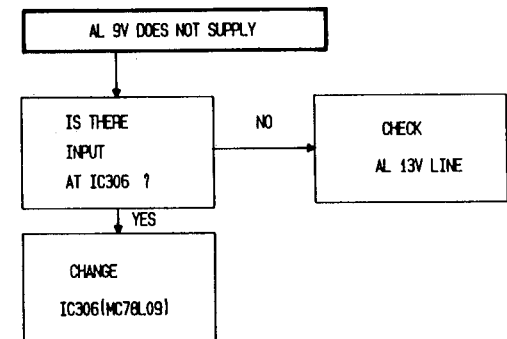 AL 9V DOES NOT SUPPLY
IS THERE
INPUT
AT IC306 ?
NO
CHECK
AL 13V LINE
YES
CHANGE
IC306(MC78L09)